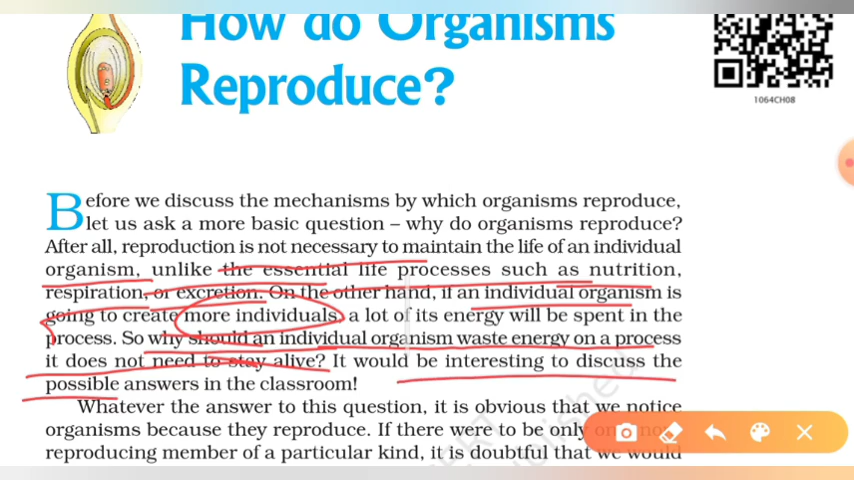 How do Organisms
Reproduce?
1064CH08
Before we discuss the mechanisms by which organisms reproduce,
let us ask a more basic question – why do organisms reproduce?
After all, reproduction is not necessary to maintain the life of an individual
organism, unlike the essential life processes such as nutrition,
respiration, or excretion. On the other hand, if an individual organism is
going to create more individuals, a lot of its energy will be spent in the
process. So why should an individual organism waste energy on a process
it does not need to stay alive? It would be interesting to discuss the
possible answers in the classroom!
Whatever the answer to this question, it is obvious that we notice
organisms because they reproduce. If there were to be only
reproducing member of a particular kind, it is doubtful that we would